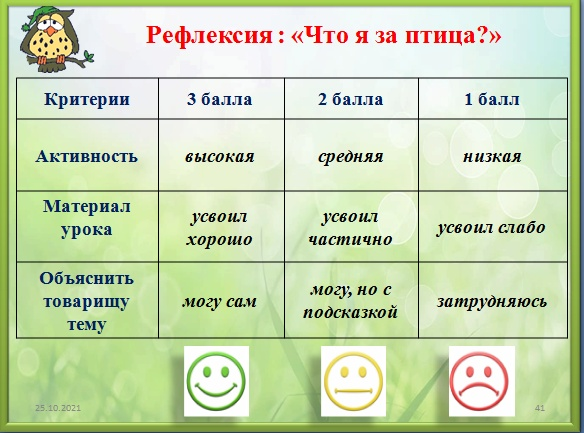 Рефлексия : «Что я за птица?»
Критерии 3 балла 2 балла 1 балл
Активность высокая средняя низкая
Материал
урока
усвоил
хорошо
усвоил
частично
усвоил слабо
Объяснить
товарищу
тему
могу сам
могу, но с
подсказкой
затрудняюсь
25.10.2021 41